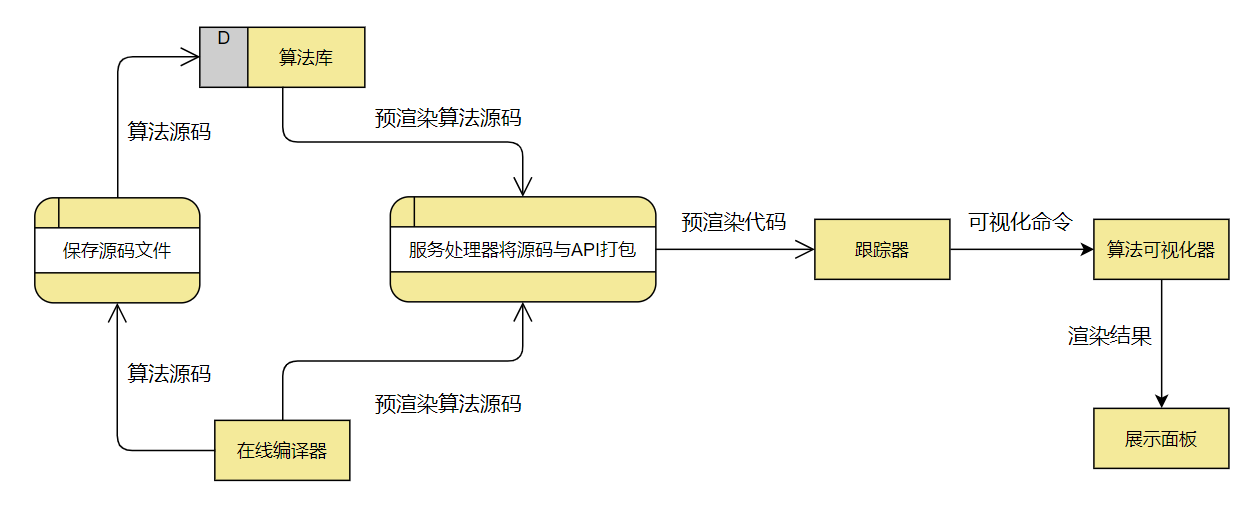 D
算法库
算法源码
预渲染算法源码
保存源码文件
服务处理器将源码与API打包
预渲染代码
跟踪器
可视化命令
算法可视化器
渲染结果
算法源码
预渲染算法源码
在线编译器
展示面板